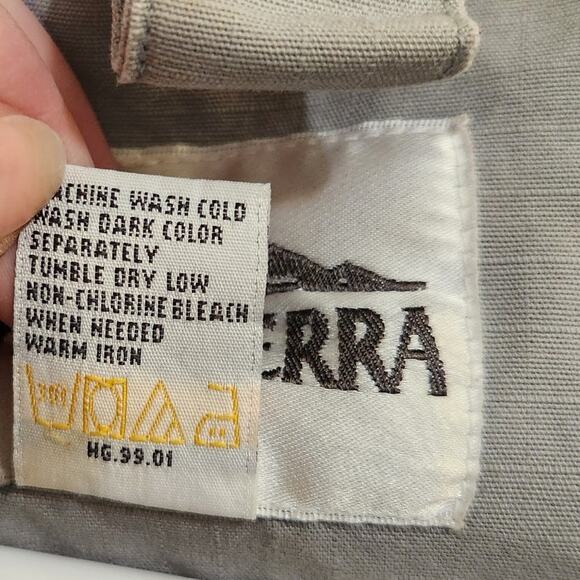 MACHINE WASH COLD
WASH DARK COLOR
SEPARATELY
TUMBLE DRY LOW
NON-CHLORINE BLEACH
WHEN NEEDED
WARM IRON
HG.99.01
ERRA